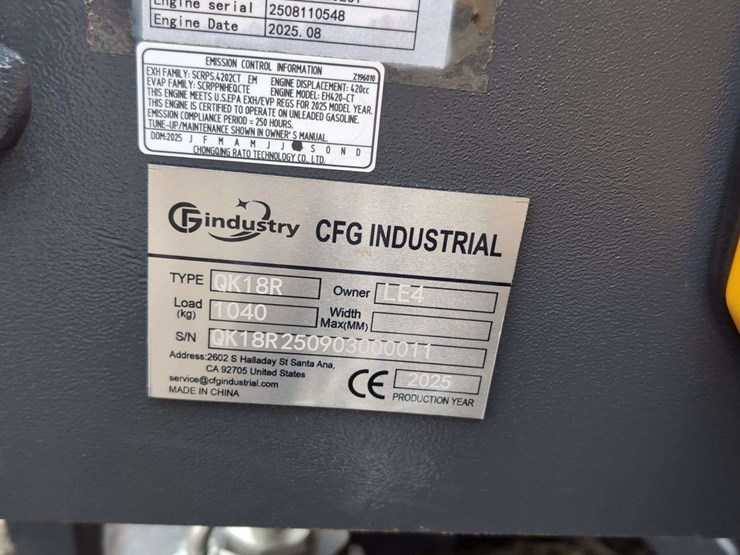 Engine serial 2508110548
Engine Date 2025.08
EMISSION CONTROL INFORMATION Z196010
EXH FAMILY: SCRPS.4202CT EM ENGINE DISPLACEMENT: 420cc
EVAP FAMILY: SCRPPNHEQCTE ENGINE MODEL: EH420-CT
THIS ENGINE MEETS U.S.EPA EXH/EVP REGS FOR 2025 MODEL YEAR.
THIS ENGINE IS CERTIFIED TO OPERATE ON UNLEADED GASOLINE.
EMISSION COMPLIANCE PERIOD = 250 HOURS.
TUNE-UP/MAINTENANCE SHOWN IN OWNER'S MANUAL.
DOM:2025 J F M A M J J S O N D
CHONGQING RATO TECHNOLOGY CO., LTD.
CFG industry CFG INDUSTRIAL
TYPE QK18R Owner LE4
Load (kg) 1040 Width Max(MM)
S/N QK18R250903000011
Address:2602 S Halladay St Santa Ana,
CA 92705 United States
service@cfgindustrial.com
MADE IN CHINA
CE 2025
PRODUCTION YEAR